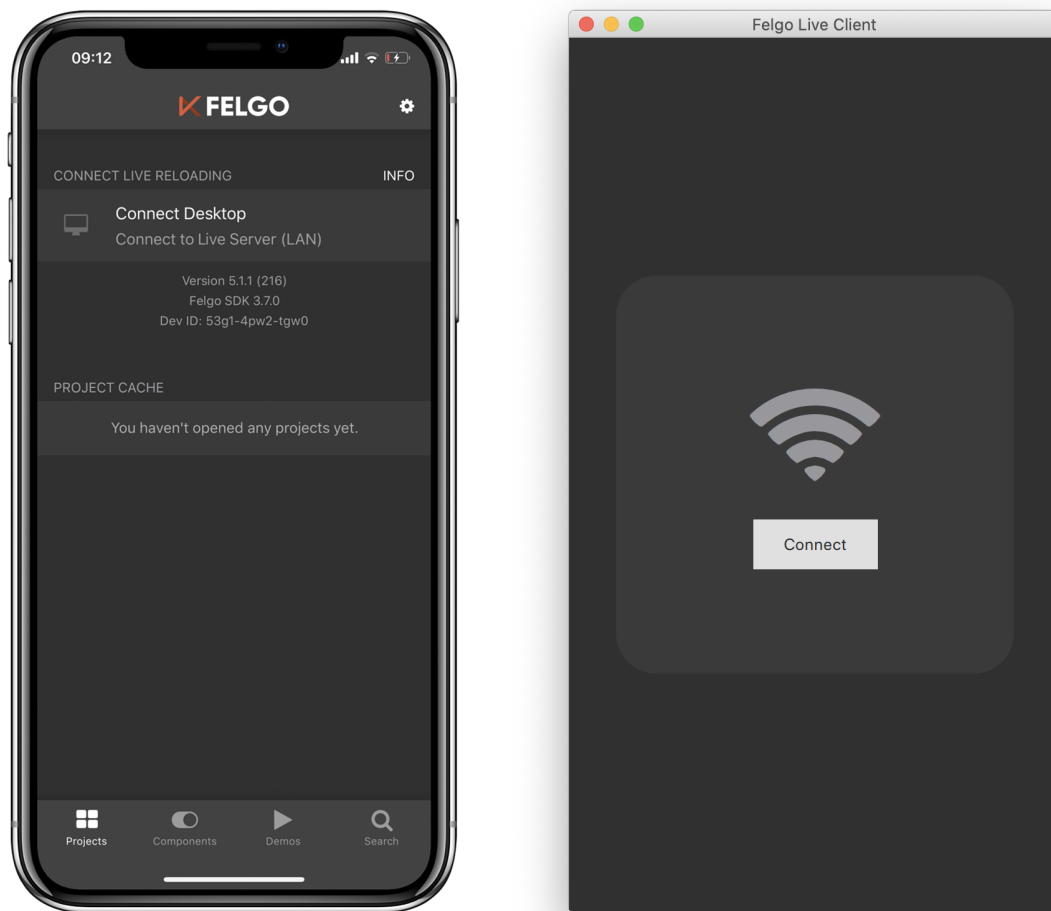 09:12
FELGO
CONNECT LIVE RELOADING INFO
Connect Desktop
Connect to Live Server (LAN)
Version 5.1.1 (216)
Felgo SDK 3.7.0
Dev ID: 53g1-4pw2-tgw0
PROJECT CACHE
You haven't opened any projects yet.
Projects Components Demos Search
Felgo Live Client
Connect